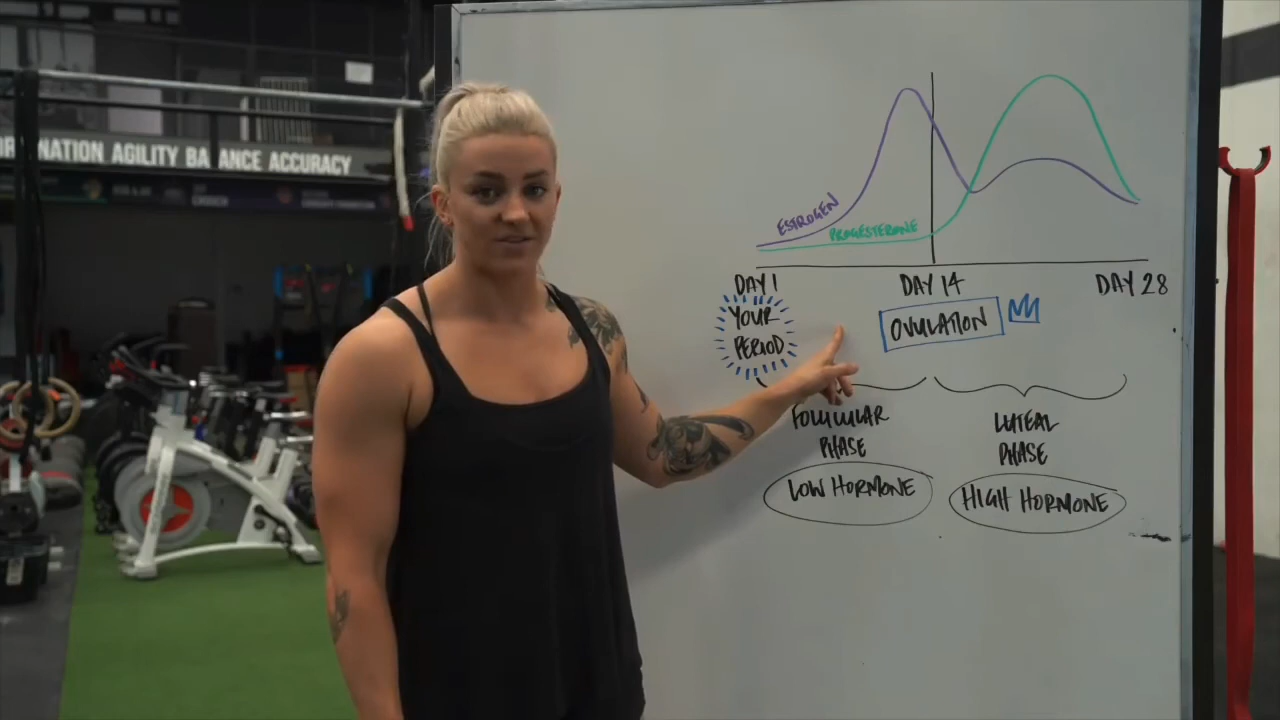 NATION AGILITY BALANCE ACCURACY
ESTROGEN
PROGESTERONE
DAY 1
DAY 14
DAY 28
YOUR
PERIOD
OVULATION
FOLLICULAR
PHASE
LUTEAL
PHASE
LOW HORMONE
HIGH HORMONE